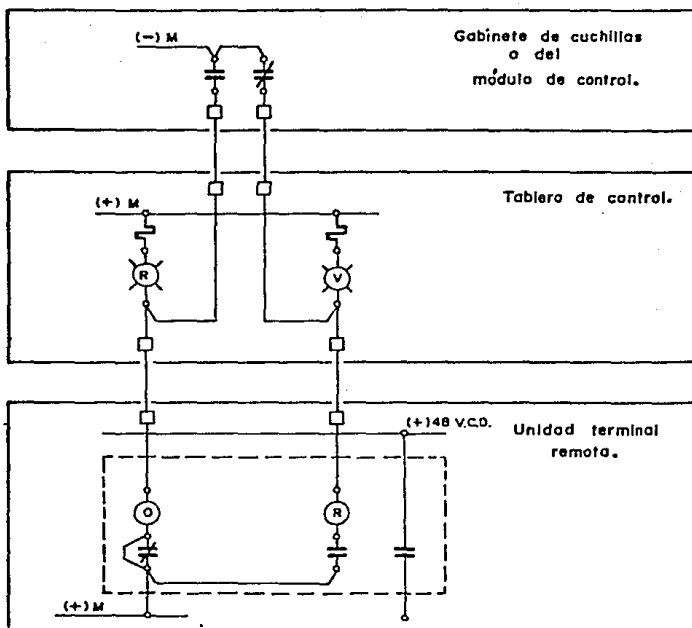 (-) M
Gabinete de cuchillas
o del
módulo de control.
(+) M
Tablero de control.
R
V
(+) 48 V.C.D.
Unidad terminal
remota.
O
R
(+) M